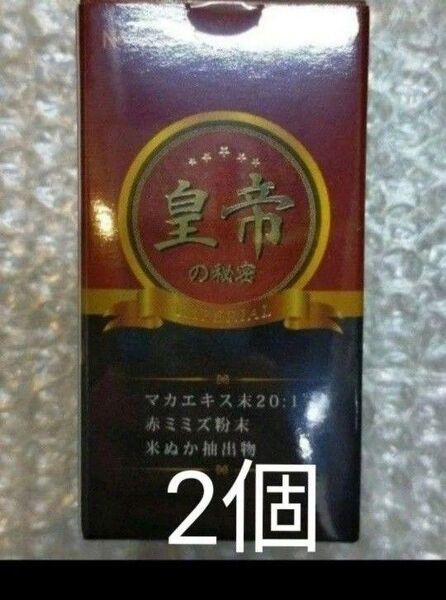 皇帝
の秘密
IMPERIAL
マカエキス末20:1
赤ミミズ粉末
米ぬか抽出物
2個